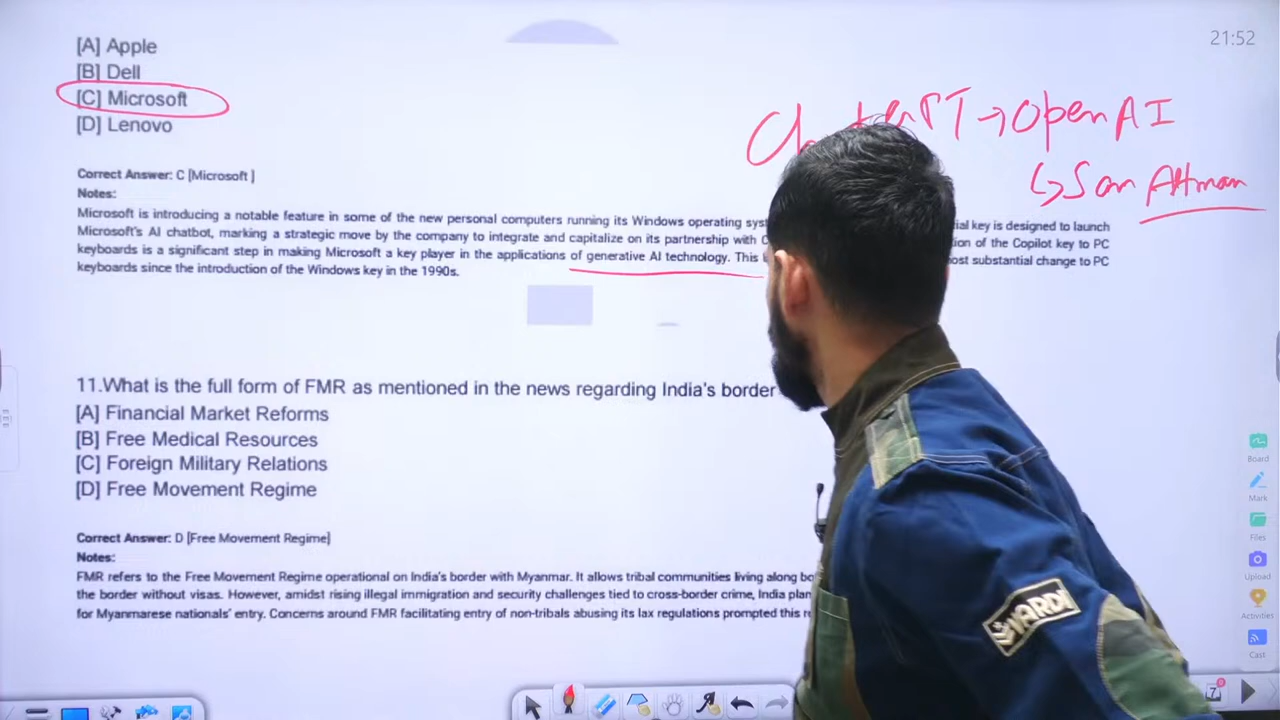 21:52
[A] Apple
[B] Dell
[C] Microsoft
[D] Lenovo
OpenAI
Sam Altman
Correct Answer: C [Microsoft ]
Notes:
Microsoft is introducing a notable feature in some of the new personal computers running its Windows operating syst ial key is designed to launch
Microsoft's AI chatbot, marking a strategic move by the company to integrate and capitalize on its partnership with ion of the Copilot key to PC
keyboards is a significant step in making Microsoft a key player in the applications of generative AI technology. This ost substantial change to PC
keyboards since the introduction of the Windows key in the 1990s.
11.What is the full form of FMR as mentioned in the news regarding India's border
[A] Financial Market Reforms
[B] Free Medical Resources
[C] Foreign Military Relations
[D] Free Movement Regime
Correct Answer: D [Free Movement Regime]
Notes:
FMR refers to the Free Movement Regime operational on India's border with Myanmar. It allows tribal communities living along bo
the border without visas. However, amidst rising illegal immigration and security challenges tied to cross-border crime, India plan
for Myanmarese nationals' entry. Concerns around FMR facilitating entry of non-tribals abusing its lax regulations prompted this re
Board
Mark
Files
Upload
Activities
Cast
7